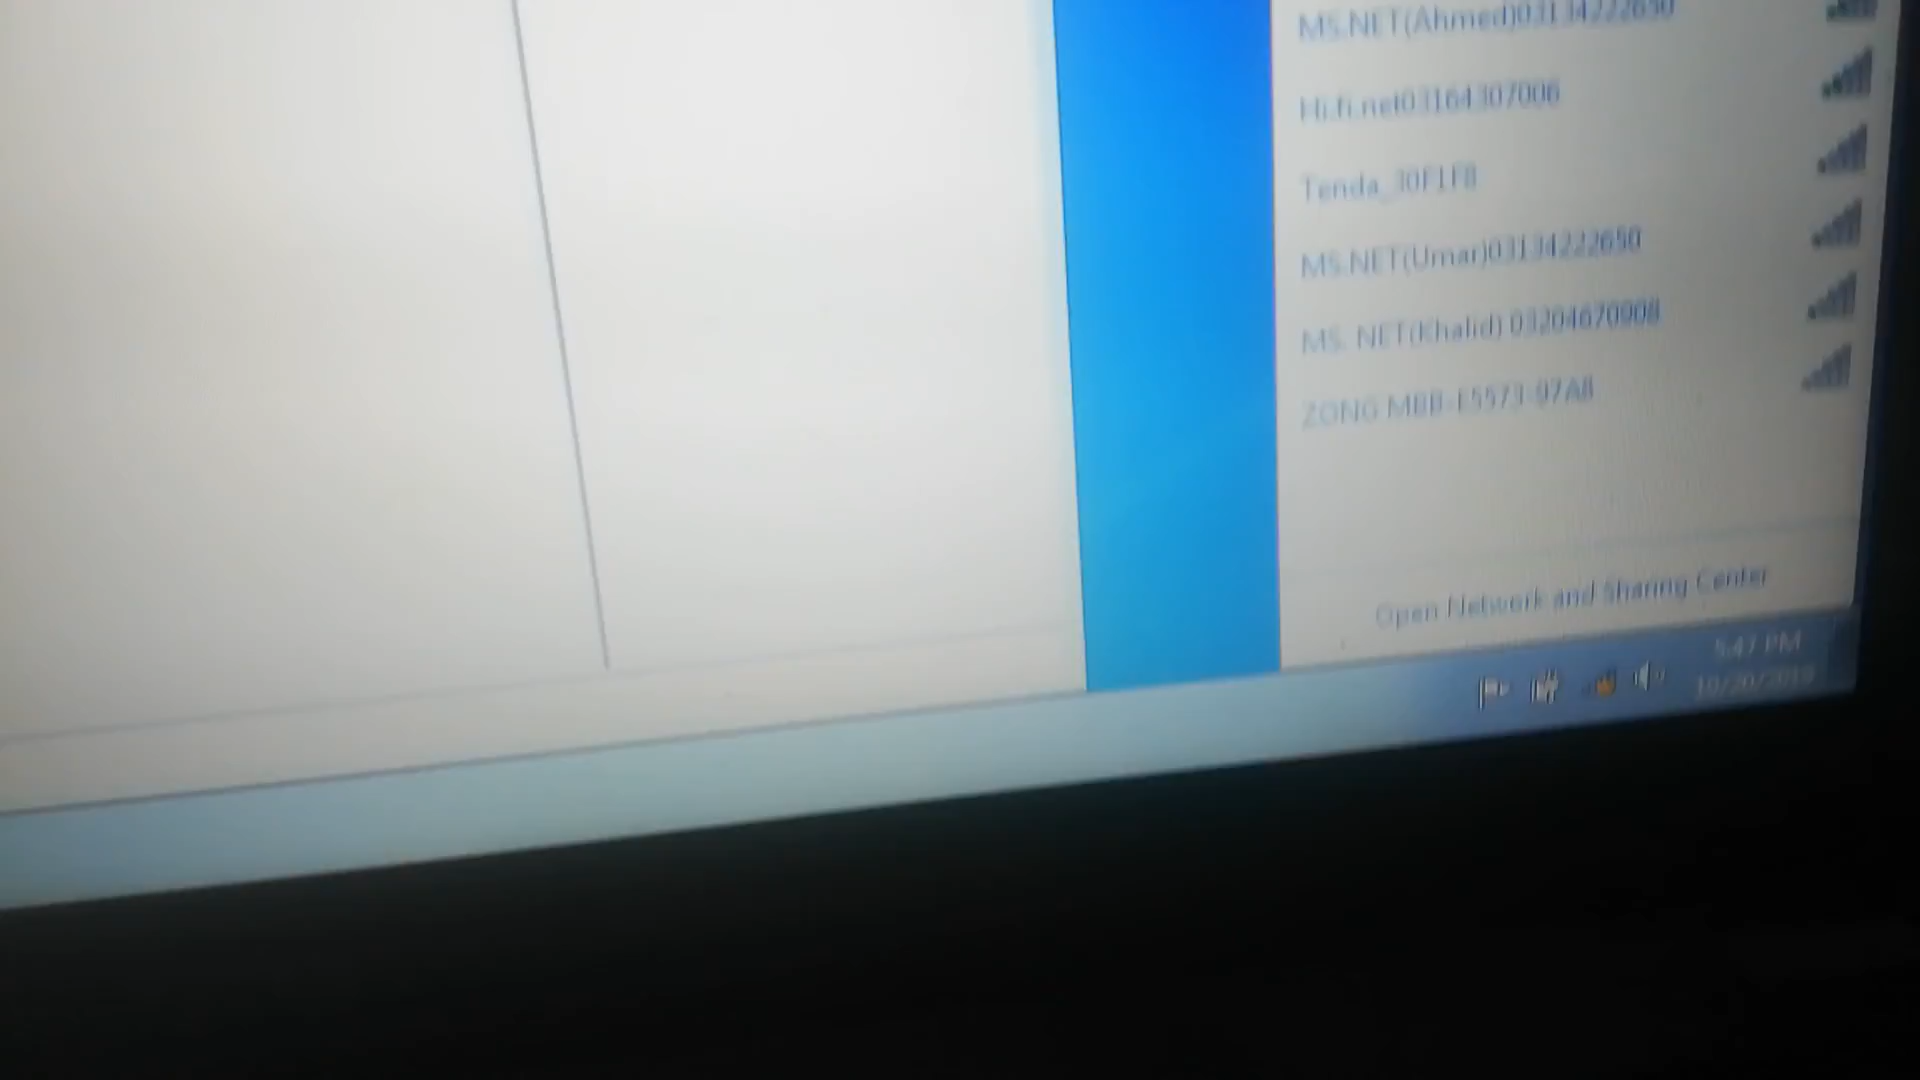 MS.NET(Ahmed)03134222650
Hi.fi.net03164307006
Tenda_30F1F8
MS.NET(Umar)03134222650
MS. NET(Khalid) 03204670908
ZONG MBB-E5573-97A8
Open Network and Sharing Center
5:47 PM